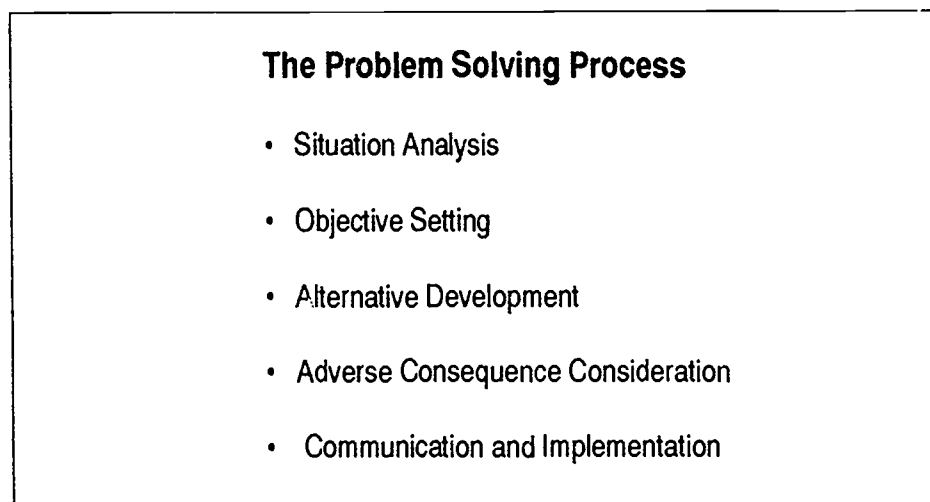 The Problem Solving Process
• Situation Analysis
• Objective Setting
• Alternative Development
• Adverse Consequence Consideration
• Communication and Implementation